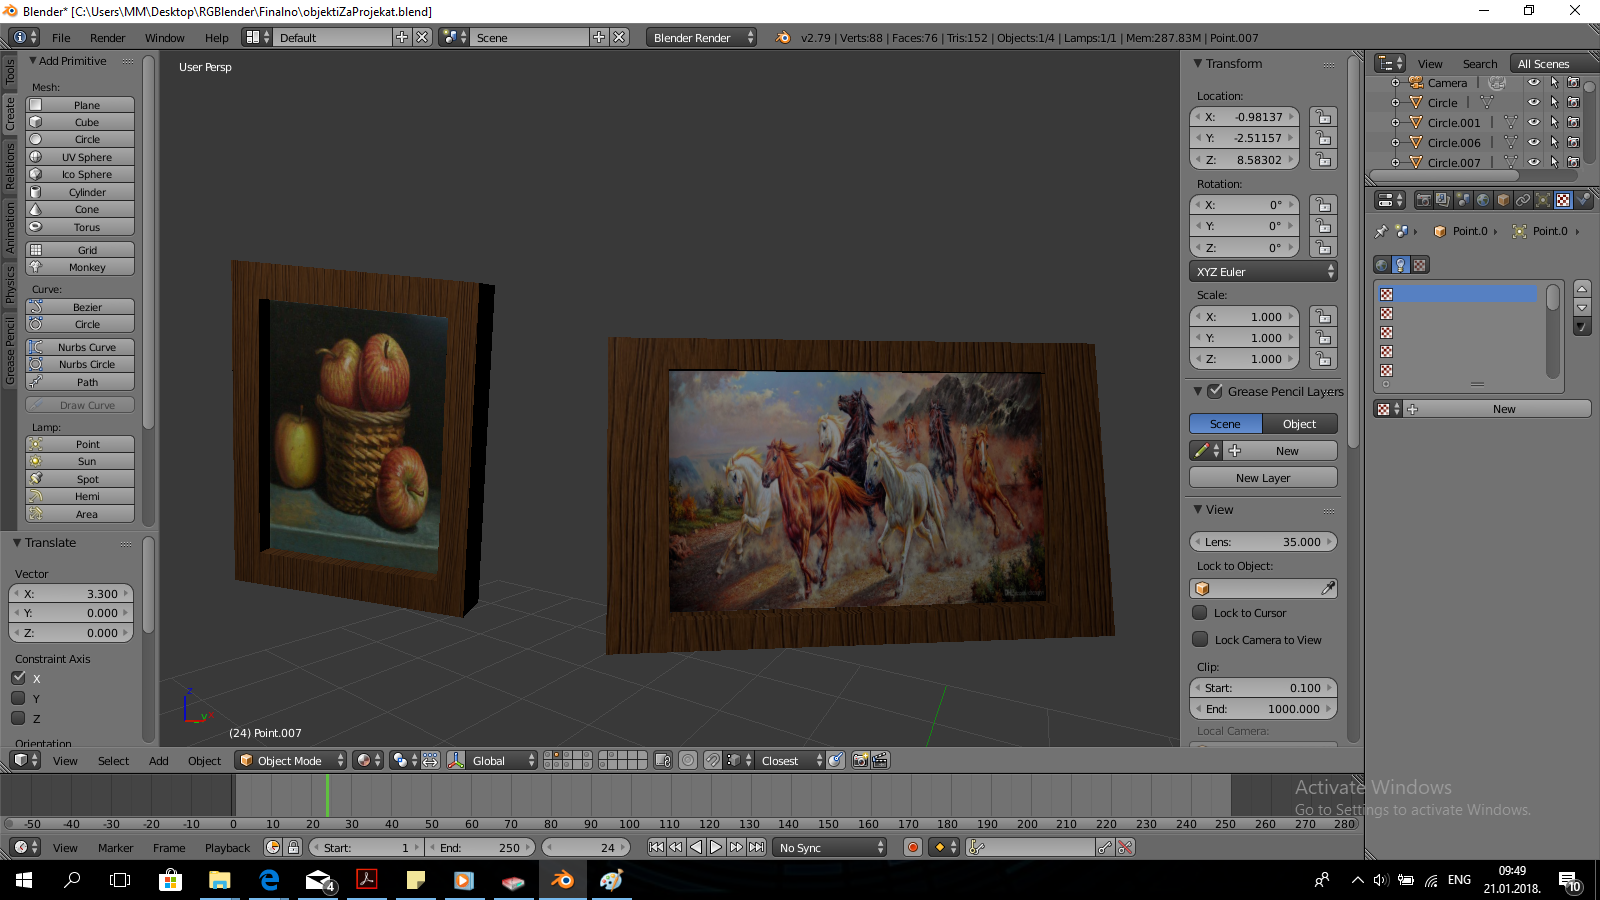 Blender* [C:\Users\MM\Desktop\RGBlender\Finalno\objektiZaProjekat.blend]
File Render Window Help Default Scene Blender Render v2.79 | Verts:88 | Faces:76 | Tris:152 | Objects:1/4 | Lamps:1/1 | Mem:287.83M | Point.007
Tools
Create
Relations
Animation
Physics
Grease Pencil
Add Primitive
Mesh:
Plane
Cube
Circle
UV Sphere
Ico Sphere
Cylinder
Cone
Torus
Grid
Monkey
Curve:
Bezier
Circle
Nurbs Curve
Nurbs Circle
Path
Draw Curve
Lamp:
Point
Sun
Spot
Hemi
Area
Translate
Vector
X: 3.300
Y: 0.000
Z: 0.000
Constraint Axis
X
Y
Z
Orientation
User Persp
z
y
(24) Point.007
Transform
Location:
X: -0.98137
Y: -2.51157
Z: 8.58302
Rotation:
X: 0°
Y: 0°
Z: 0°
XYZ Euler
Scale:
X: 1.000
Y: 1.000
Z: 1.000
Grease Pencil Layers
Scene Object
New
New Layer
View
Lens: 35.000
Lock to Object:
Lock to Cursor
Lock Camera to View
Clip:
Start: 0.100
End: 1000.000
Local Camera:
View Search All Scenes
Camera
Circle
Circle.001
Circle.006
Circle.007
Point.0 Point.0
New
View Select Add Object Object Mode Global Closest
Activate Windows
Go to Settings to activate Windows.
-50 -40 -30 -20 -10 0 10 20 30 40 50 60 70 80 90 100 110 120 130 140 150 160 170 180 190 200 210 220 230 240 250 260 270 280
View Marker Frame Playback Start: 1 End: 250 24 No Sync
4
ENG
09:49
21.01.2018.
10